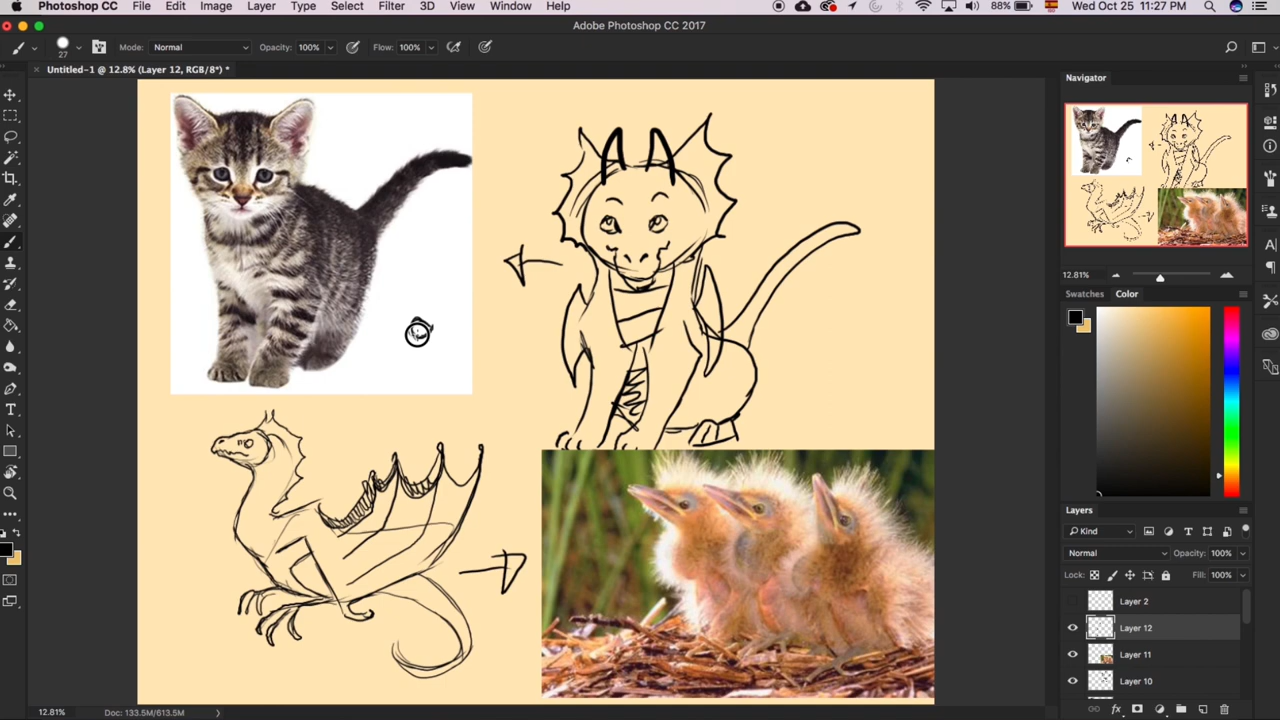 Photoshop CC File Edit Image Layer Type Select Filter 3D View Window Help 88% Wed Oct 25 11:27 PM
Adobe Photoshop CC 2017
27 Mode: Normal Opacity: 100% Flow: 100%
Untitled-1 @ 12.8% (Layer 12, RGB/8*) *
Navigator
12.81%
Swatches Color
Layers
Kind
Normal Opacity: 100%
Lock: Fill: 100%
Layer 2
Layer 12
Layer 11
Layer 10
12.81% Doc: 133.5M/613.5M